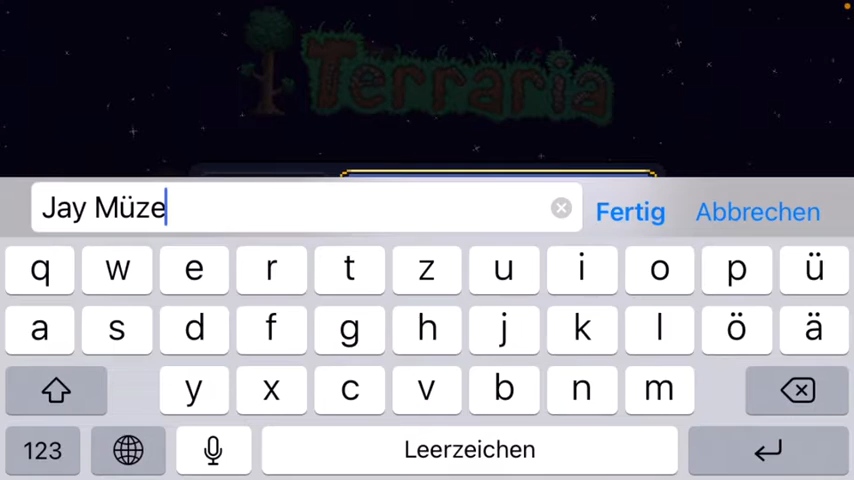 Terraria
Jay Müze
Fertig
Abbrechen
q w e r t z u i o p ü
a s d f g h j k l ö ä
y x c v b n m
123
Leerzeichen